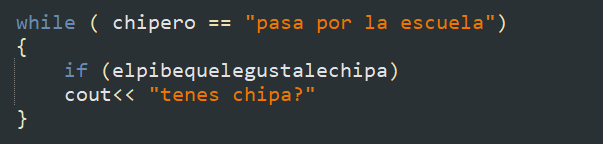 while ( chipero == "pasa por la escuela")
{
if (elpibequelegustalechipa)
cout<< "tenes chipa?"
}